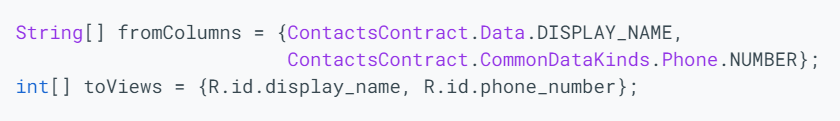 String[] fromColumns = {ContactsContract.Data.DISPLAY_NAME,
                        ContactsContract.CommonDataKinds.Phone.NUMBER};
int[] toViews = {R.id.display_name, R.id.phone_number};